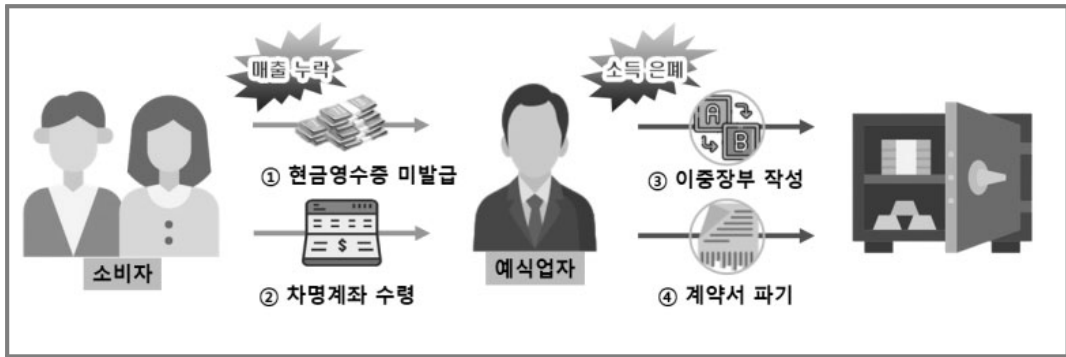 매출 누락
소득 은폐
① 현금영수증 미발급
③ 이중장부 작성
A
B
$
소비자
예식업자
② 차명계좌 수령
④ 계약서 파기